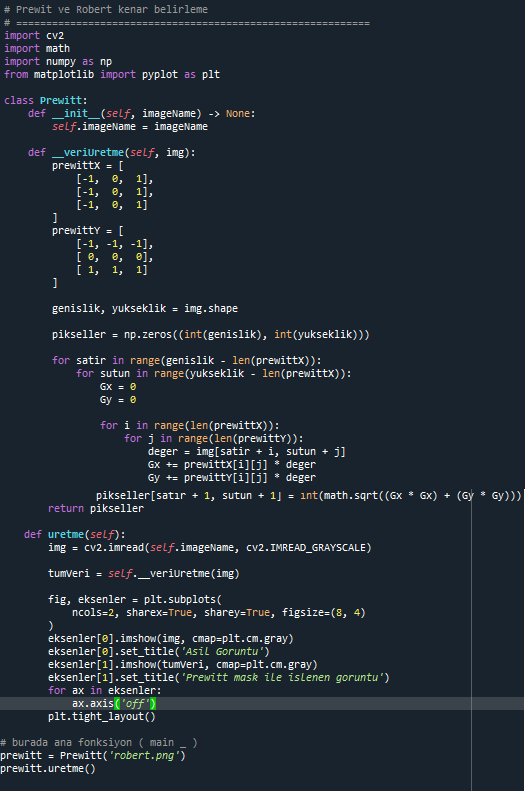 # Prewit ve Robert kenar belirleme
# ============================================================
import cv2
import math
import numpy as np
from matplotlib import pyplot as plt

class Prewitt:
    def __init__(self, imageName) -> None:
        self.imageName = imageName

    def __veriUretme(self, img):
        prewittX = [
            [-1,  0,  1],
            [-1,  0,  1],
            [-1,  0,  1]
        ]
        prewittY = [
            [-1, -1, -1],
            [ 0,  0,  0],
            [ 1,  1,  1]
        ]

        genislik, yukseklik = img.shape

        pikseller = np.zeros((int(genislik), int(yukseklik)))

        for satir in range(genislik - len(prewittX)):
            for sutun in range(yukseklik - len(prewittX)):
                Gx = 0
                Gy = 0

                for i in range(len(prewittX)):
                    for j in range(len(prewittY)):
                        deger = img[satir + i, sutun + j]
                        Gx += prewittX[i][j] * deger
                        Gy += prewittY[i][j] * deger
                pikseller[satir + 1, sutun + 1] = int(math.sqrt((Gx * Gx) + (Gy * Gy)))
        return pikseller

    def uretme(self):
        img = cv2.imread(self.imageName, cv2.IMREAD_GRAYSCALE)

        tumVeri = self.__veriUretme(img)

        fig, eksenler = plt.subplots(
            ncols=2, sharex=True, sharey=True, figsize=(8, 4)
        )
        eksenler[0].imshow(img, cmap=plt.cm.gray)
        eksenler[0].set_title('Asil Goruntu')
        eksenler[1].imshow(tumVeri, cmap=plt.cm.gray)
        eksenler[1].set_title('Prewitt mask ile islenen goruntu')
        for ax in eksenler:
            ax.axis('off')
        plt.tight_layout()

# burada ana fonksiyon ( main _ )
prewitt = Prewitt('robert.png')
prewitt.uretme()